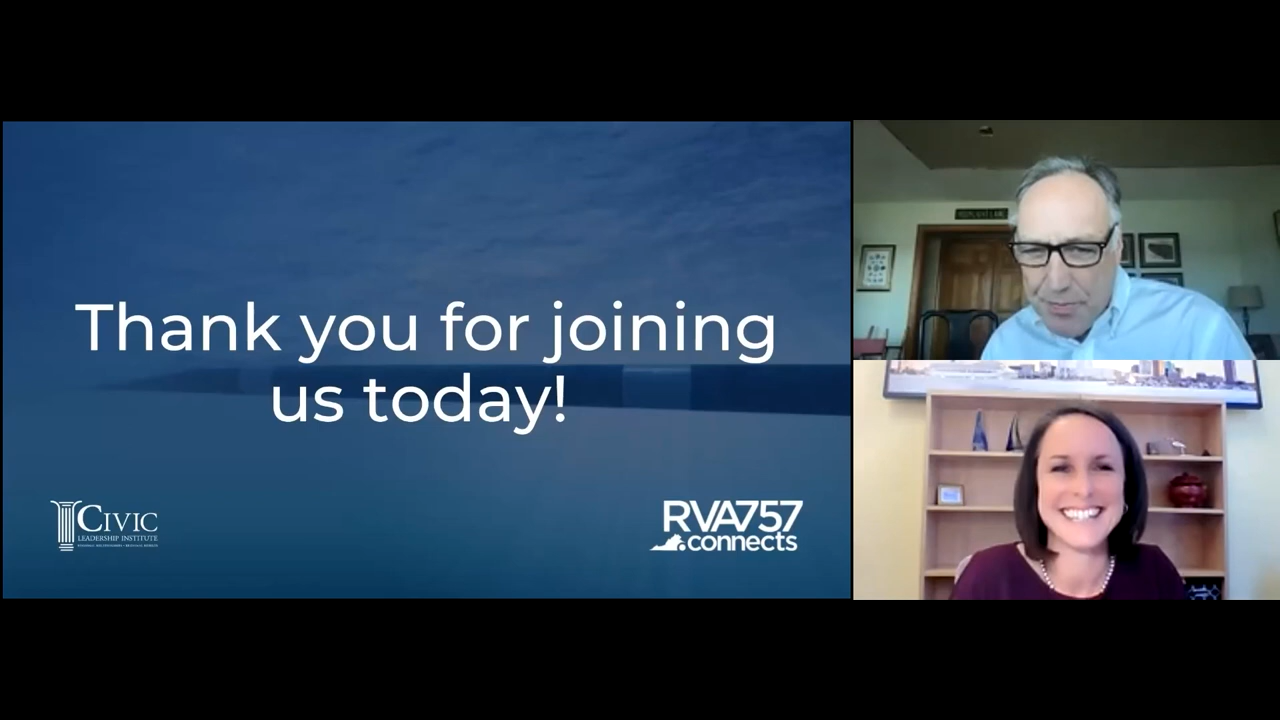 Thank you for joining
us today!
CIVIC
LEADERSHIP INSTITUTE
RVA757
connects